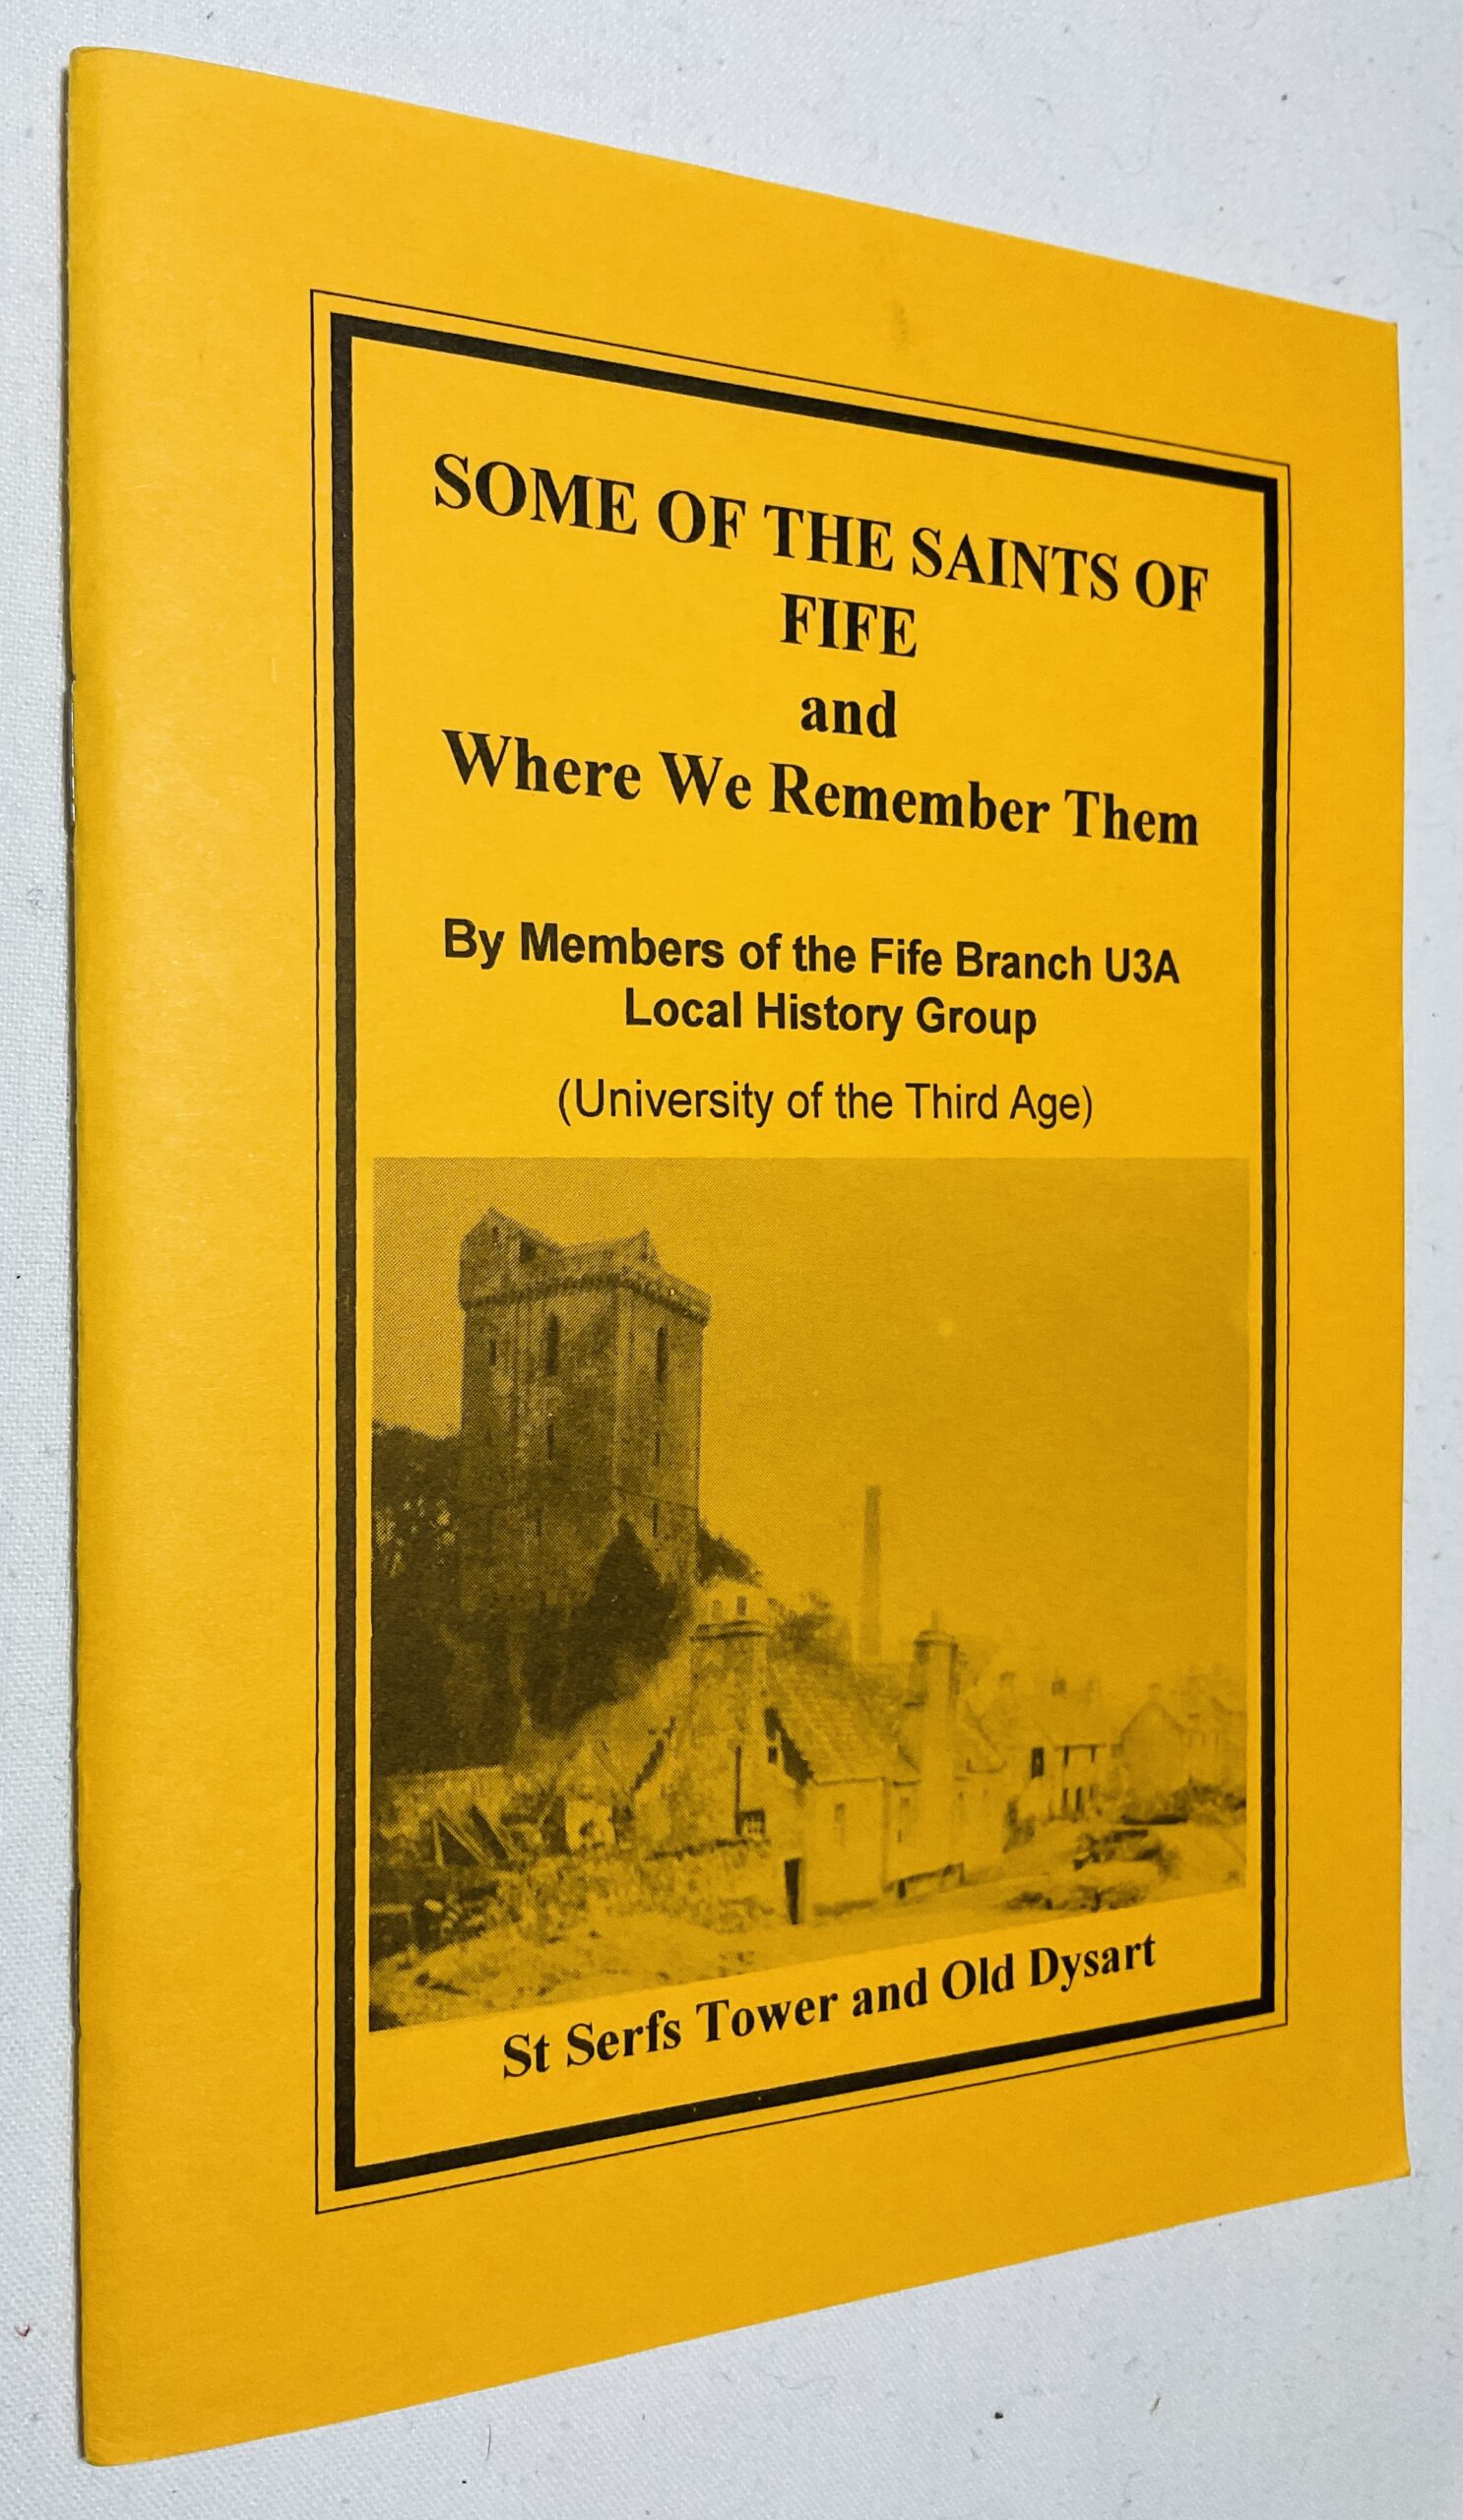 SOME OF THE SAINTS OF
FIFE
and
Where We Remember Them
By Members of the Fife Branch U3A
Local History Group
(University of the Third Age)
St Serfs Tower and Old Dysart